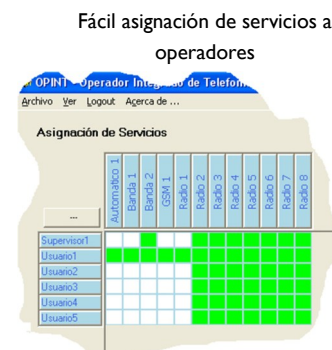 Fácil asignación de servicios a
operadores
OPINT - Operador Integrado de Telefon
Archivo Ver Logout Acerca de ...
Asignación de Servicios
...
Automatico 1
Banda 1
Banda 2
GSM 1
Radio 1
Radio 2
Radio 3
Radio 4
Radio 5
Radio 6
Radio 7
Radio 8
Supervisor1
Usuario1
Usuario2
Usuario3
Usuario4
Usuario5